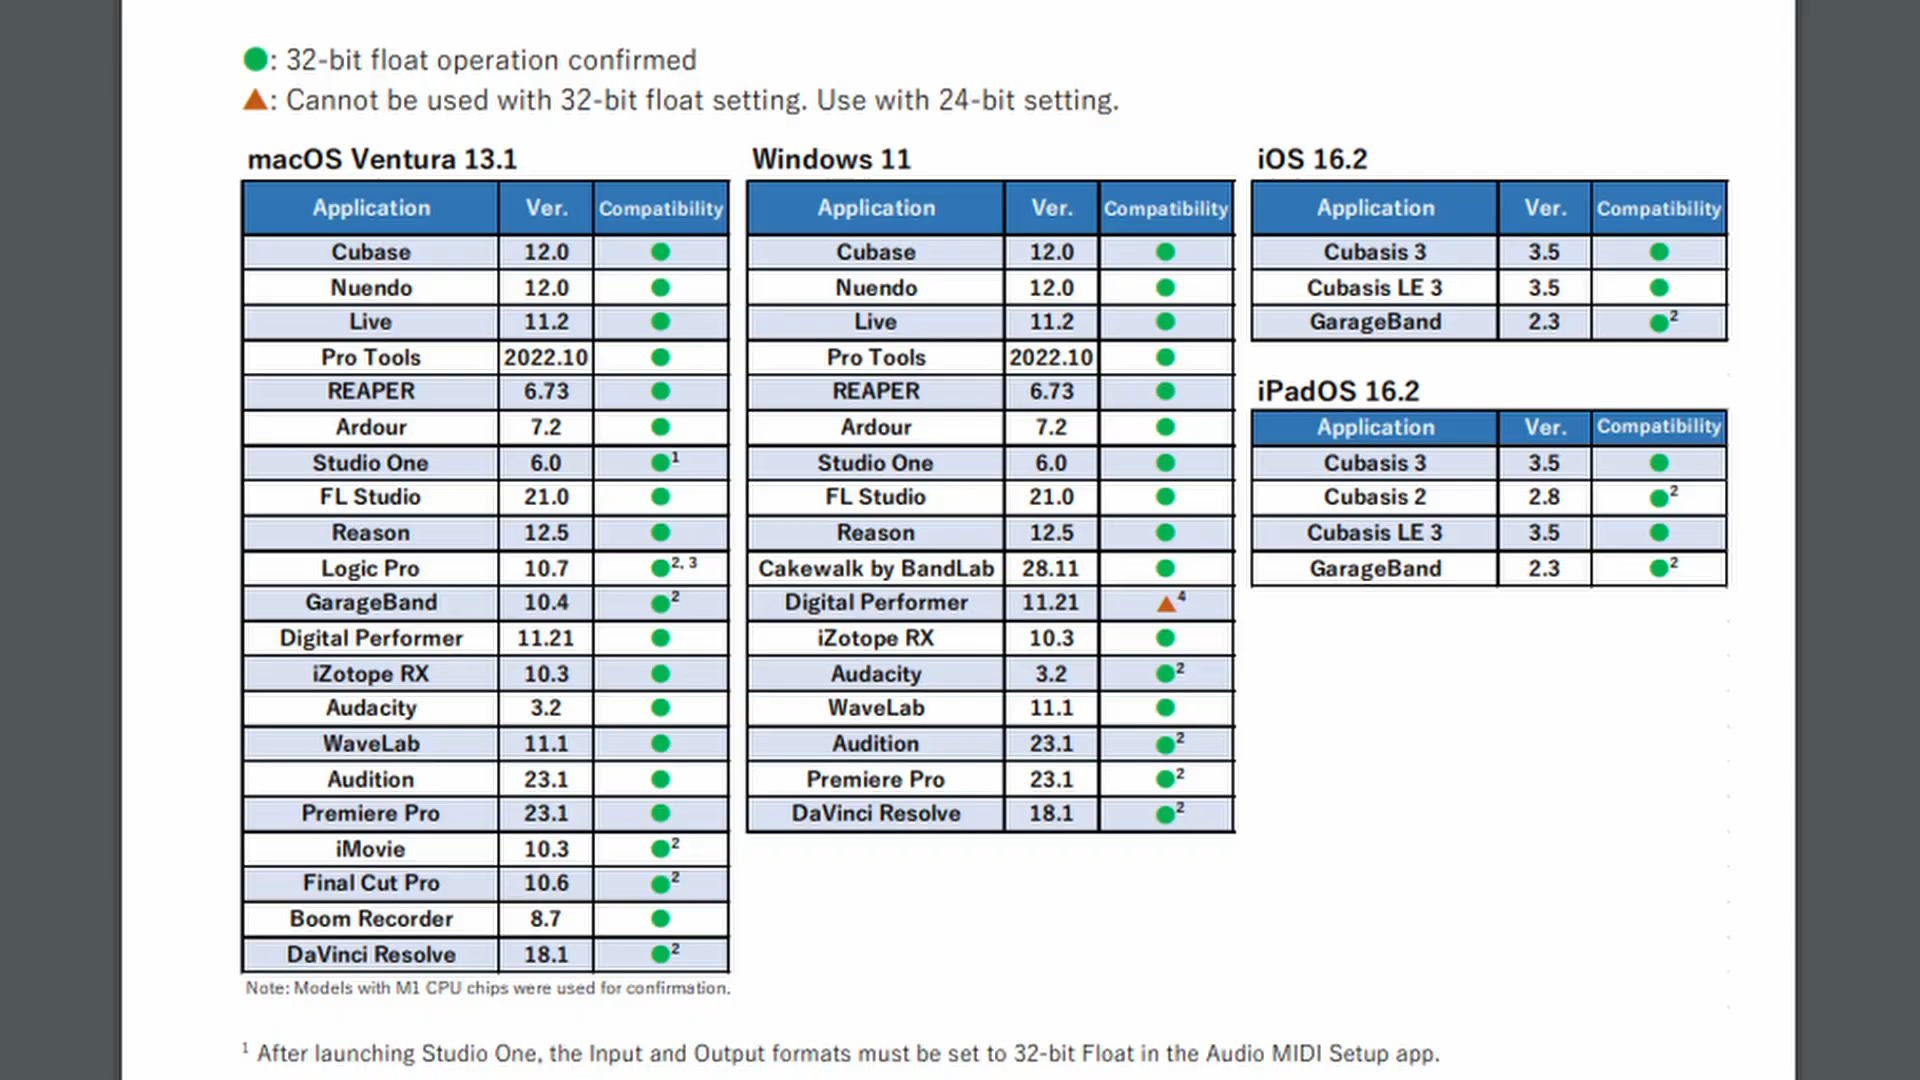 ●: 32-bit float operation confirmed
▲: Cannot be used with 32-bit float setting. Use with 24-bit setting.
macOS Ventura 13.1
Application Ver. Compatibility
Cubase 12.0 ●
Nuendo 12.0 ●
Live 11.2 ●
Pro Tools 2022.10 ●
REAPER 6.73 ●
Ardour 7.2 ●
Studio One 6.0 ●1
FL Studio 21.0 ●
Reason 12.5 ●
Logic Pro 10.7 ●2, 3
GarageBand 10.4 ●2
Digital Performer 11.21 ●
iZotope RX 10.3 ●
Audacity 3.2 ●
WaveLab 11.1 ●
Audition 23.1 ●
Premiere Pro 23.1 ●
iMovie 10.3 ●2
Final Cut Pro 10.6 ●2
Boom Recorder 8.7 ●
DaVinci Resolve 18.1 ●2
Note: Models with M1 CPU chips were used for confirmation.
Windows 11
Application Ver. Compatibility
Cubase 12.0 ●
Nuendo 12.0 ●
Live 11.2 ●
Pro Tools 2022.10 ●
REAPER 6.73 ●
Ardour 7.2 ●
Studio One 6.0 ●
FL Studio 21.0 ●
Reason 12.5 ●
Cakewalk by BandLab 28.11 ●
Digital Performer 11.21 ▲4
iZotope RX 10.3 ●
Audacity 3.2 ●2
WaveLab 11.1 ●
Audition 23.1 ●2
Premiere Pro 23.1 ●2
DaVinci Resolve 18.1 ●2
iOS 16.2
Application Ver. Compatibility
Cubasis 3 3.5 ●
Cubasis LE 3 3.5 ●
GarageBand 2.3 ●2
iPadOS 16.2
Application Ver. Compatibility
Cubasis 3 3.5 ●
Cubasis 2 2.8 ●2
Cubasis LE 3 3.5 ●
GarageBand 2.3 ●2
1 After launching Studio One, the Input and Output formats must be set to 32-bit Float in the Audio MIDI Setup app.